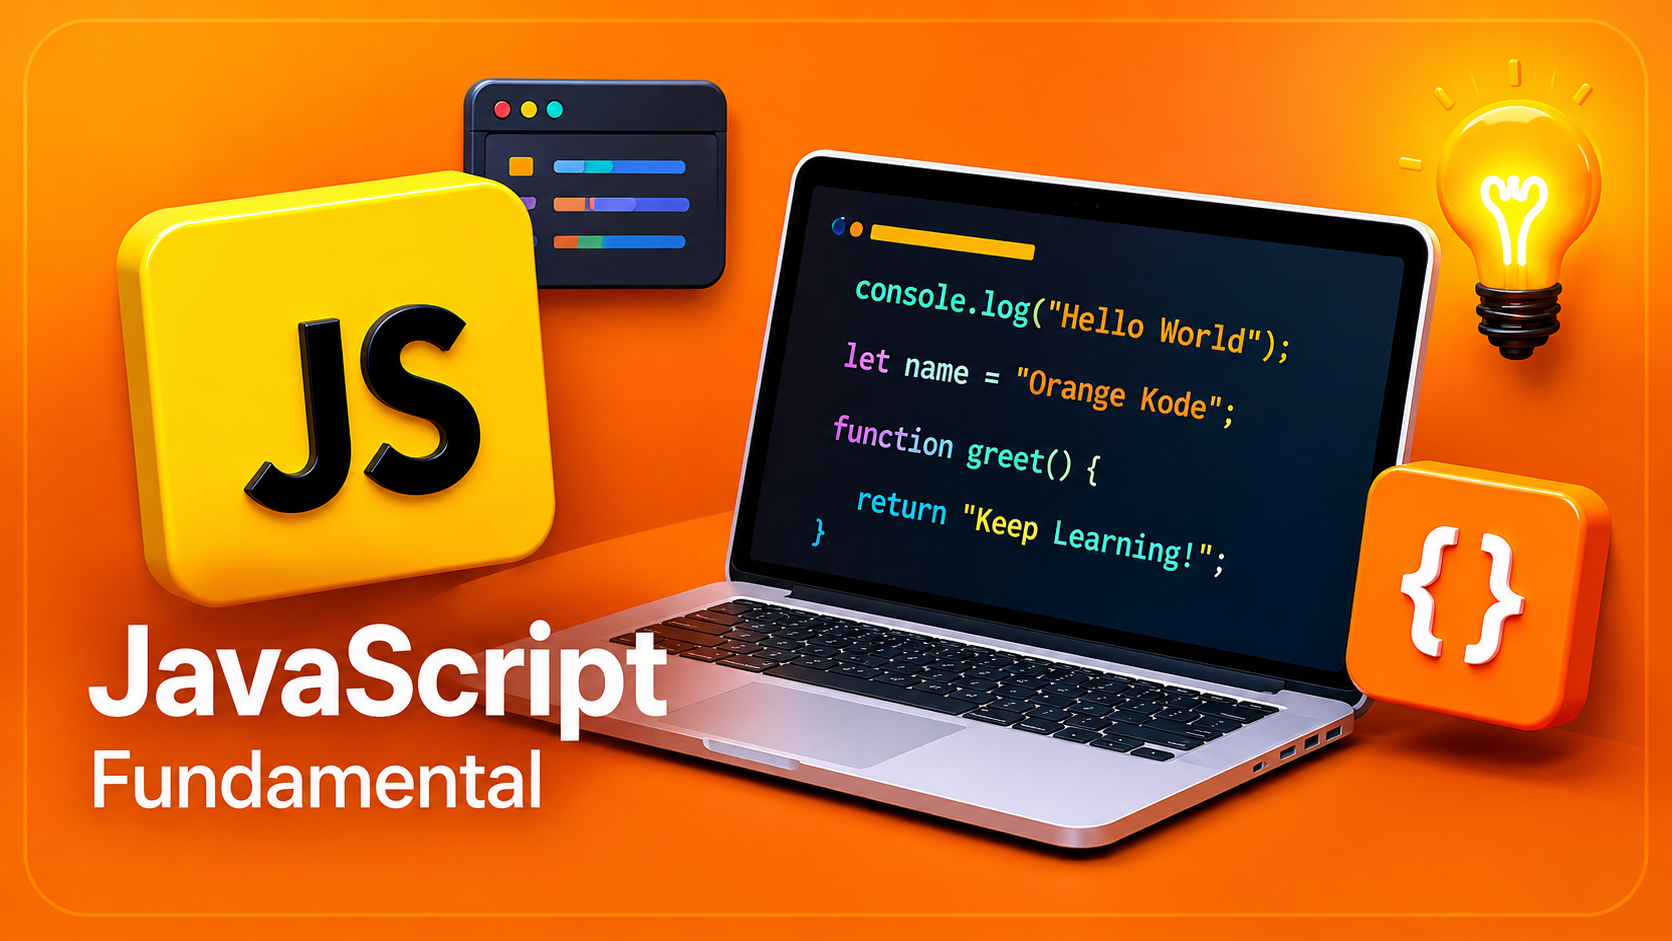 JS
console.log("Hello World");
let name = "Orange Kode";
function greet() {
return "Keep Learning!";
}
{ }
JavaScript
Fundamental